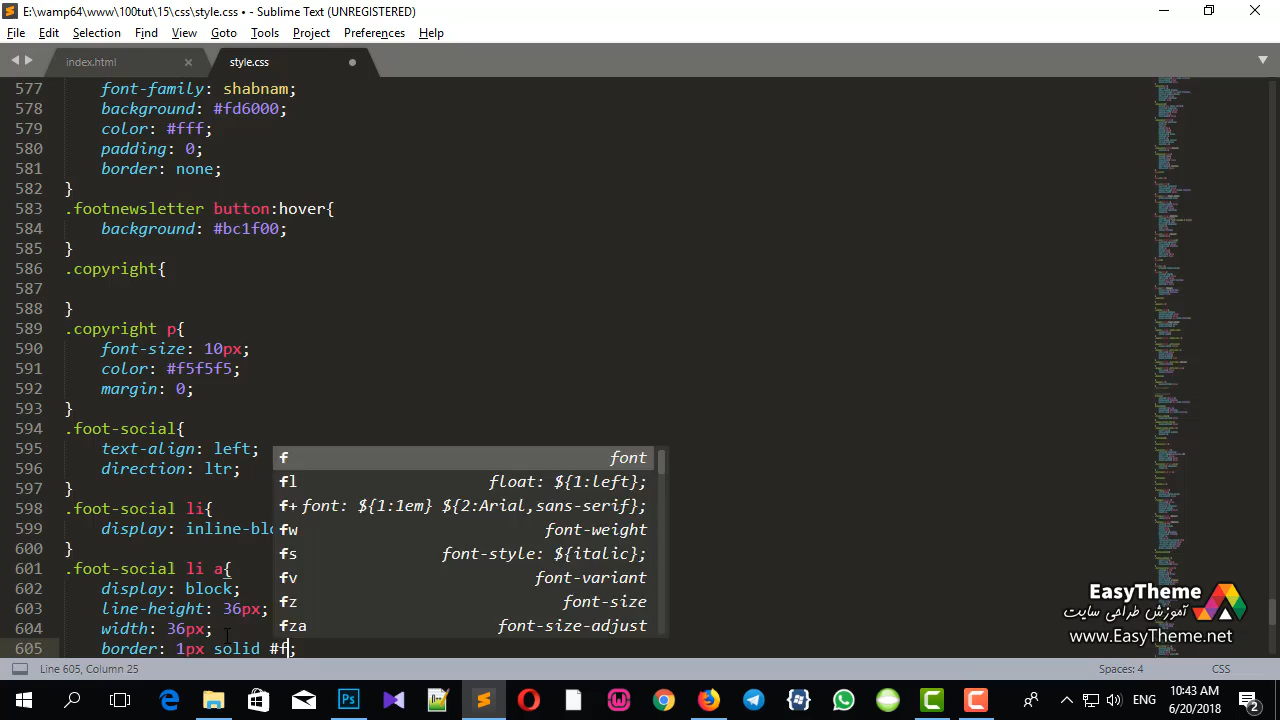 E:\wamp64\www\100tut\15\css\style.css • - Sublime Text (UNREGISTERED)
File Edit Selection Find View Goto Tools Project Preferences Help
index.html style.css
577 font-family: shabnam;
578 background: #fd6000;
579 color: #fff;
580 padding: 0;
581 border: none;
582 }
583 .footnewsletter button:hover{
584 background: #bc1f00;
585 }
586 .copyright{
587
588 }
589 .copyright p{
590 font-size: 10px;
591 color: #f5f5f5;
592 margin: 0;
593 }
594 .foot-social{
595 text-align: left;
596 direction: ltr;
597 }
598 .foot-social li{
599 display: inline-blo
600 }
601 .foot-social li a{
602 display: block;
603 line-height: 36px;
604 width: 36px;
605 border: 1px solid #f;
f font
fl float: ${1:left};
f+ font: ${1:1em} ${2:Arial,sans-serif};
fw font-weight
fs font-style: ${italic};
fv font-variant
fz font-size
fza font-size-adjust
EasyTheme
آموزش طراحی سایت
www.EasyTheme.net
Line 605, Column 25 Spaces: 4 CSS
ENG 10:43 AM
6/20/2018 2